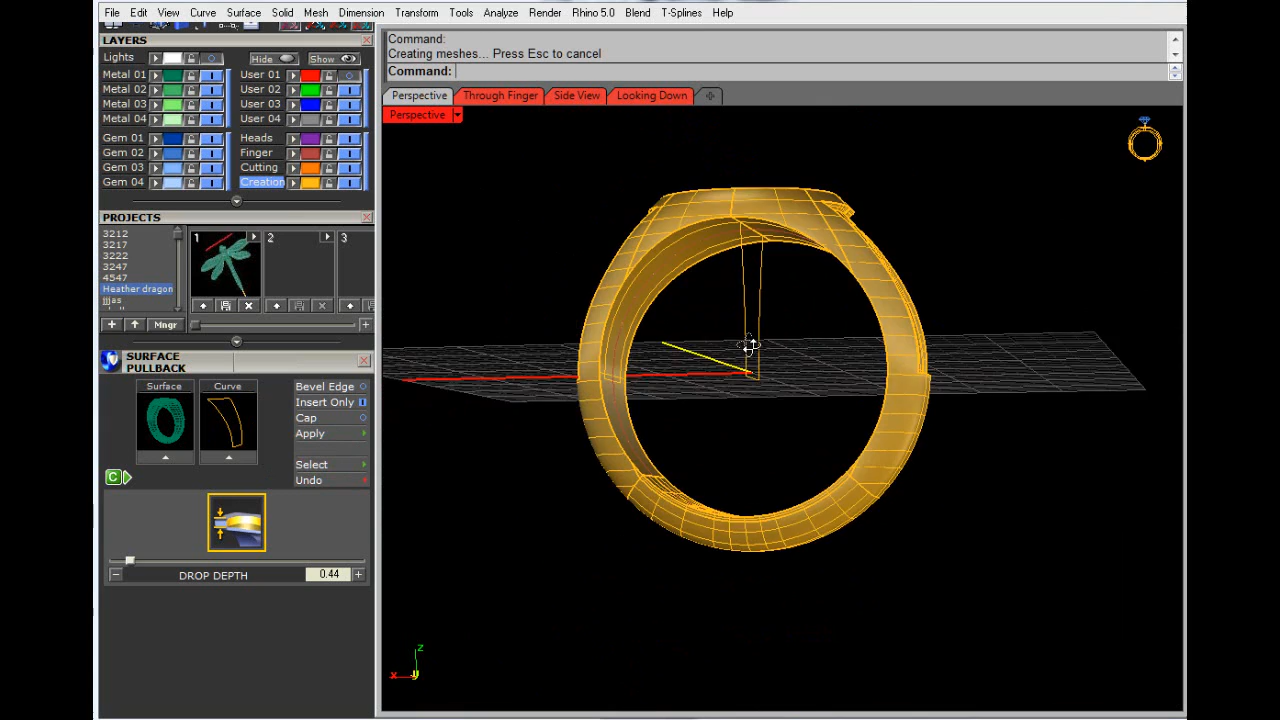 File Edit View Curve Surface Solid Mesh Dimension Transform Tools Analyze Render Rhino 5.0 Blend T-Splines Help
LAYERS
Lights Hide Show
Metal 01 User 01
Metal 02 User 02
Metal 03 User 03
Metal 04 User 04
Gem 01 Heads
Gem 02 Finger
Gem 03 Cutting
Gem 04 Creation
PROJECTS
3212
3217
3222
3247
4547
Heather dragon
jjjas
1 2 3
Mngr
SURFACE
PULLBACK
Surface Curve
Bevel Edge
Insert Only
Cap
Apply
Select
Undo
C
DROP DEPTH 0.44
Command:
Creating meshes... Press Esc to cancel
Command:
Perspective Through Finger Side View Looking Down
Perspective
z
x
y